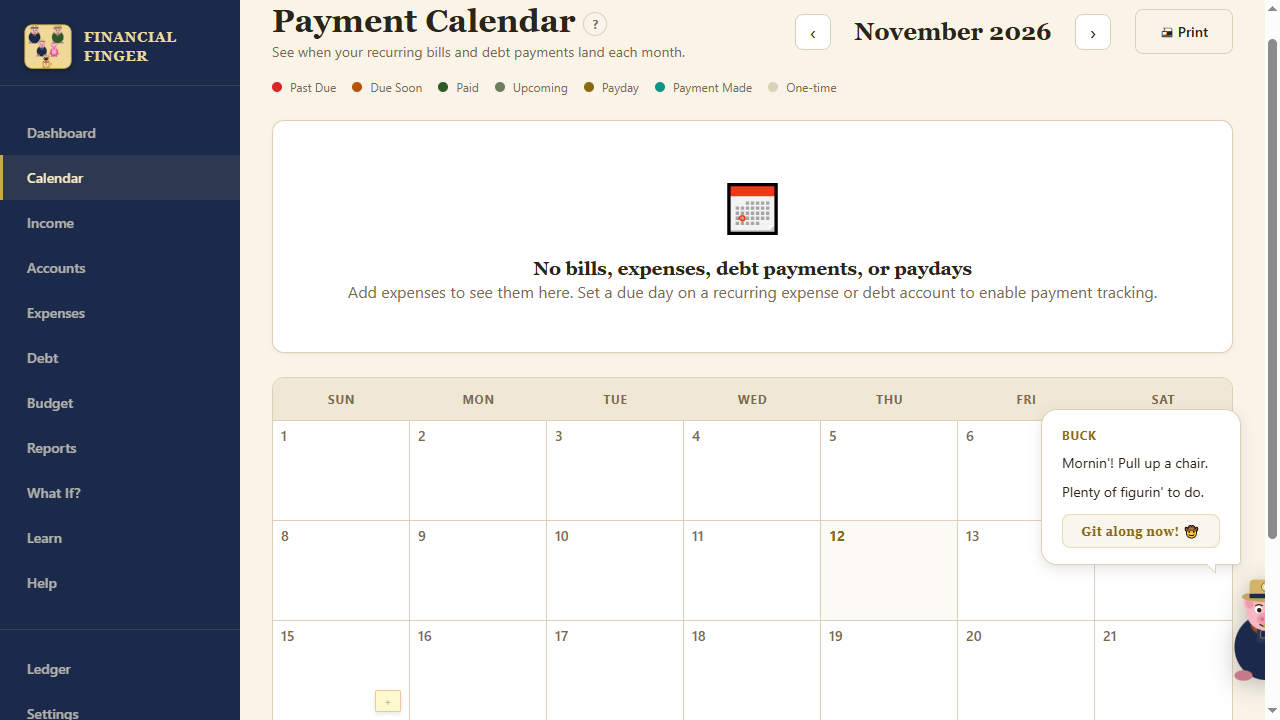 FINANCIAL
FINGER
Dashboard
Calendar
Income
Accounts
Expenses
Debt
Budget
Reports
What If?
Learn
Help
Ledger
Settings
Payment Calendar ?
See when your recurring bills and debt payments land each month.
‹ November 2026 ›
Print
Past Due Due Soon Paid Upcoming Payday Payment Made One-time
No bills, expenses, debt payments, or paydays
Add expenses to see them here. Set a due day on a recurring expense or debt account to enable payment tracking.
SUN MON TUE WED THU FRI SAT
1 2 3 4 5 6
8 9 10 11 12 13
15 16 17 18 19 20 21
+
BUCK
Mornin'! Pull up a chair.
Plenty of figurin' to do.
Git along now!